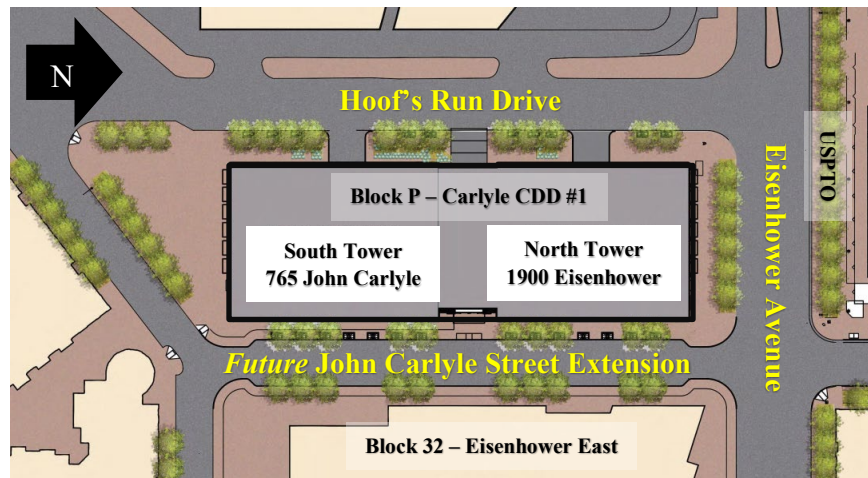 N
Hoof’s Run Drive
USPTO
Eisenhower Avenue
Block P – Carlyle CDD #1
South Tower
765 John Carlyle
North Tower
1900 Eisenhower
Future John Carlyle Street Extension
Block 32 – Eisenhower East